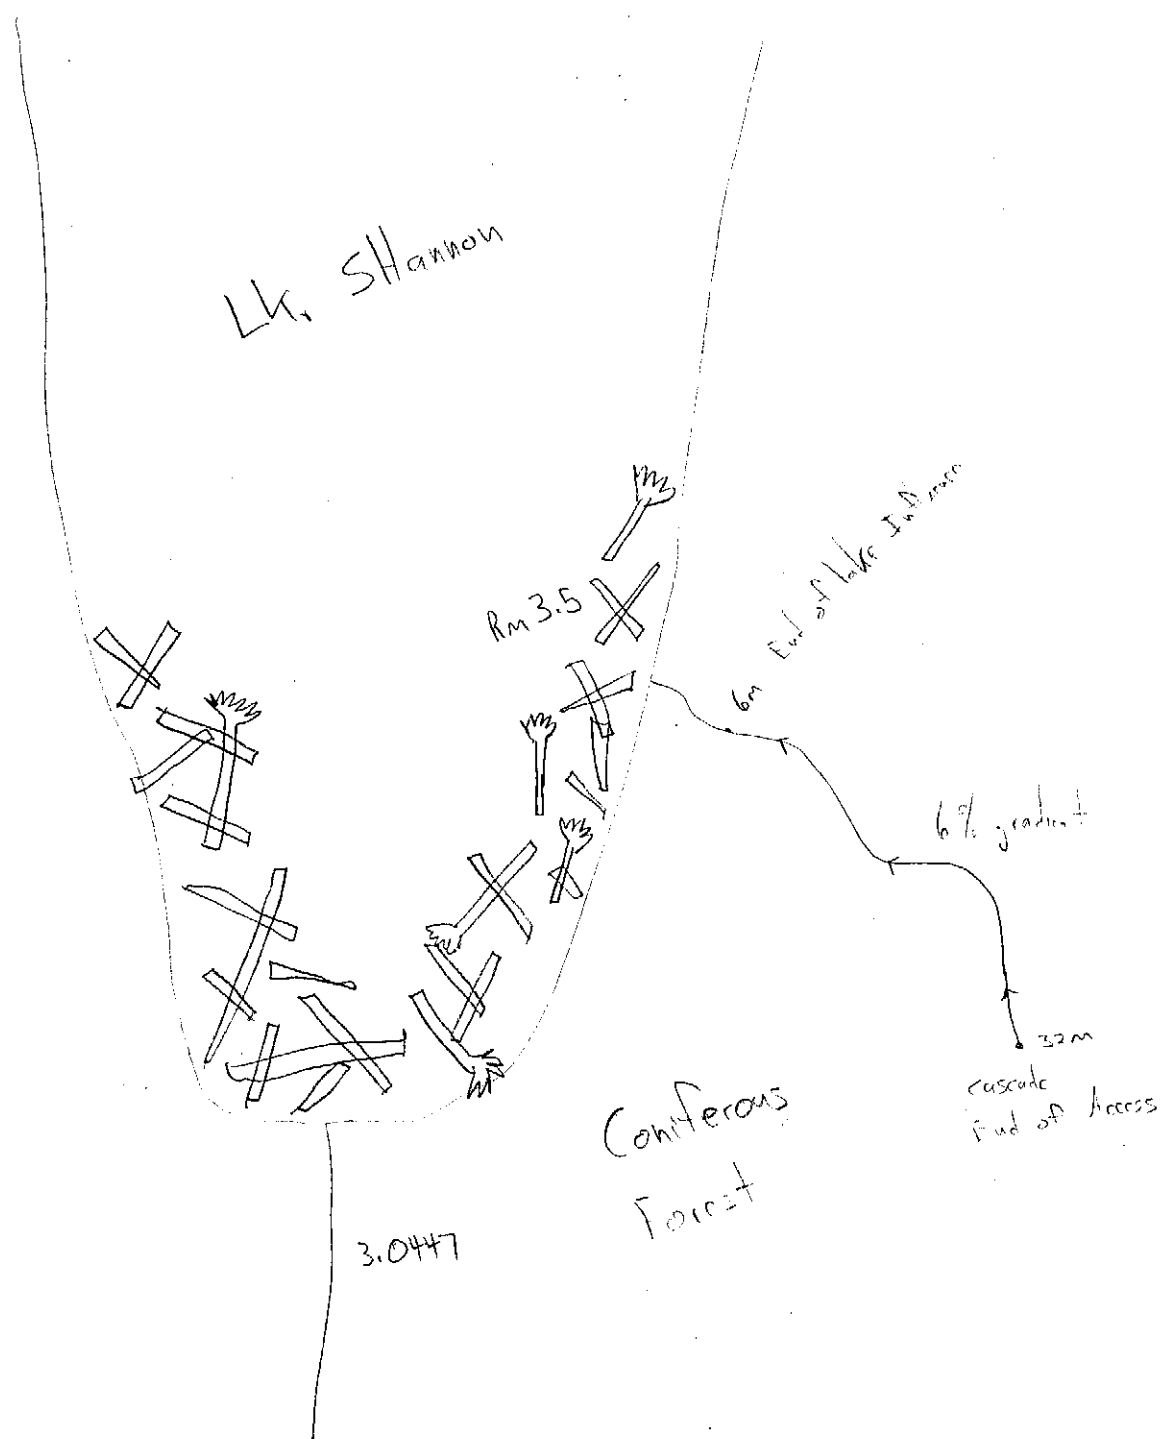 Lk. SHannon
Rm 3.5
6m End of Lake Influence
6% gradient
32m
cascade
End of Access
Coniferous
Forrest
3.0447